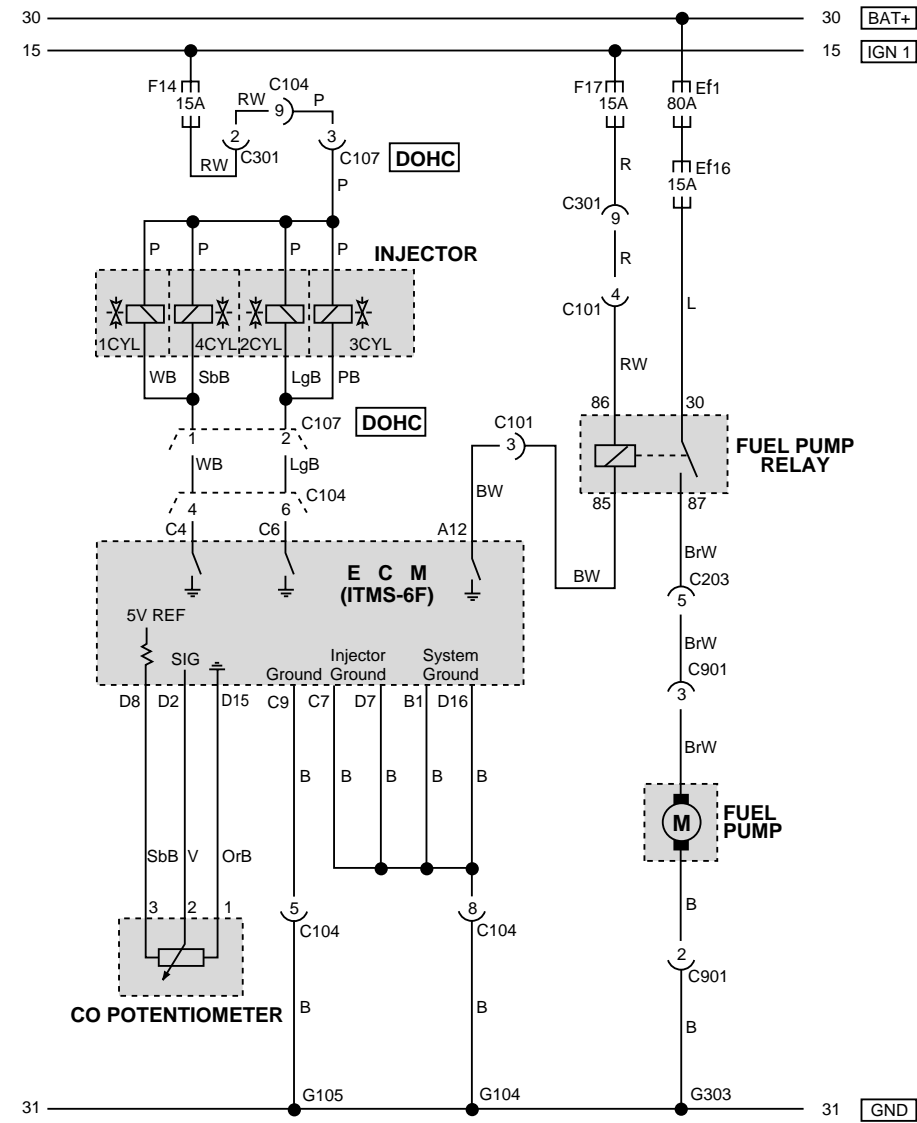 30 30 BAT+
15 15 IGN 1
F14 C104 F17 Ef1
15A RW 9 P 15A 80A
2 3
RW C301 C107 DOHC R Ef16
P 15A
C301
9
P P P P R
INJECTOR
4
C101 L
1CYL 4CYL 2CYL 3CYL
WB SbB LgB PB RW
86 30
C107 DOHC C101
1 2 3 FUEL PUMP
RELAY
WB LgB
BW
C104 85 87
4 6
C4 C6 A12
BrW
E C M BW C203
(ITMS-6F) 5
5V REF
BrW
SIG Injector System
Ground Ground Ground C901
D8 D2 D15 C9 C7 D7 B1 D16 3
BrW
B B B B B
FUEL
M PUMP
SbB V OrB
B
3 2 1 5 8
C104 C104
2
C901
CO POTENTIOMETER B B
B
G105 G104 G303
31 31 GND